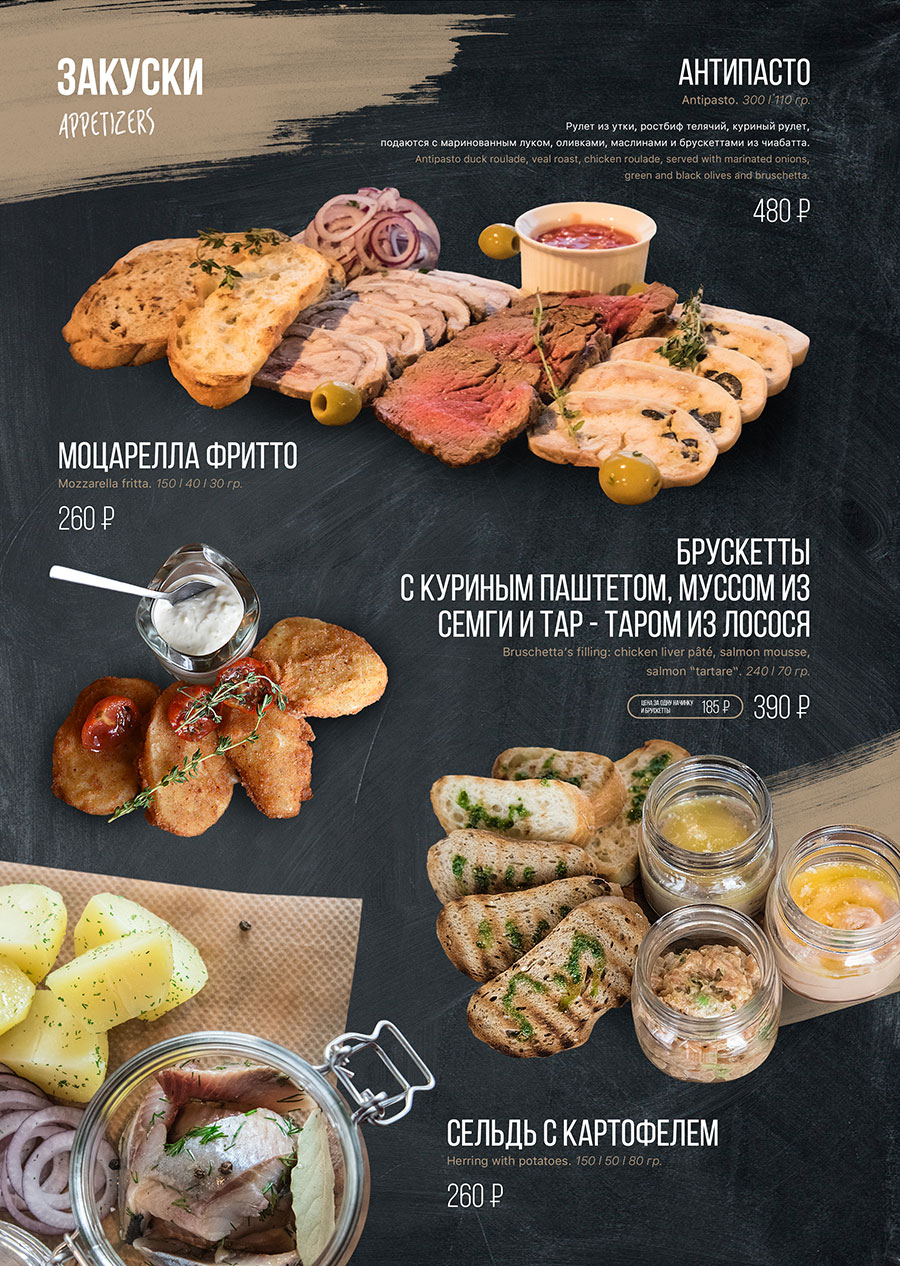 ЗАКУСКИ
APPETIZERS
АНТИПАСТО
Antipasto. 300 / 110 гр.
Рулет из утки, ростбиф телячий, куриный рулет,
подаются с маринованным луком, оливками, маслинами и брускеттами из чиабатта.
Antipasto duck roulade, veal roast, chicken roulade, served with marinated onions,
green and black olives and bruschetta.
480 ₽
МОЦАРЕЛЛА ФРИТТО
Mozzarella fritta. 150 / 40 / 30 гр.
260 ₽
БРУСКЕТТЫ
С КУРИНЫМ ПАШТЕТОМ, МУССОМ ИЗ
СЕМГИ И ТАР - ТАРОМ ИЗ ЛОСОСЯ
Bruschetta's filling: chicken liver pâté, salmon mousse,
salmon "tartare". 240 / 70 гр.
ЦЕНА ЗА ОДНУ НАЧИНКУ
И БРУСКЕТТЫ
185 ₽
390 ₽
СЕЛЬДЬ С КАРТОФЕЛЕМ
Herring with potatoes. 150 / 50 / 80 гр.
260 ₽